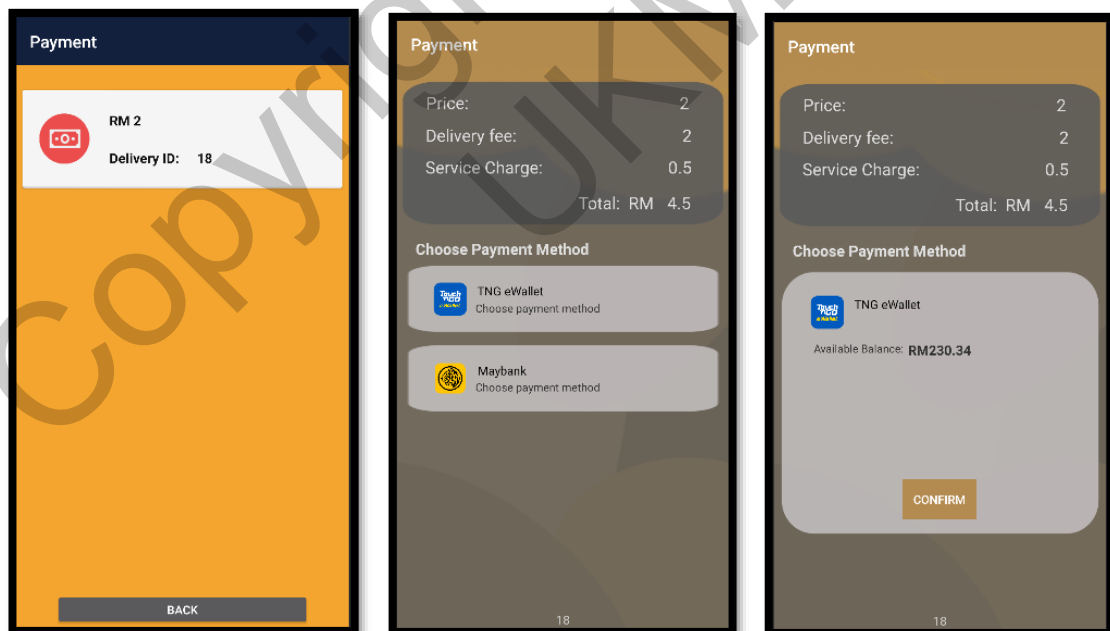 Payment
RM 2
Delivery ID: 18
BACK
Payment
Price: 2
Delivery fee: 2
Service Charge: 0.5
Total: RM 4.5
Choose Payment Method
TNG eWallet
Choose payment method
Maybank
Choose payment method
18
Payment
Price: 2
Delivery fee: 2
Service Charge: 0.5
Total: RM 4.5
Choose Payment Method
TNG eWallet
Available Balance: RM230.34
CONFIRM
18
Copyrig
UKM